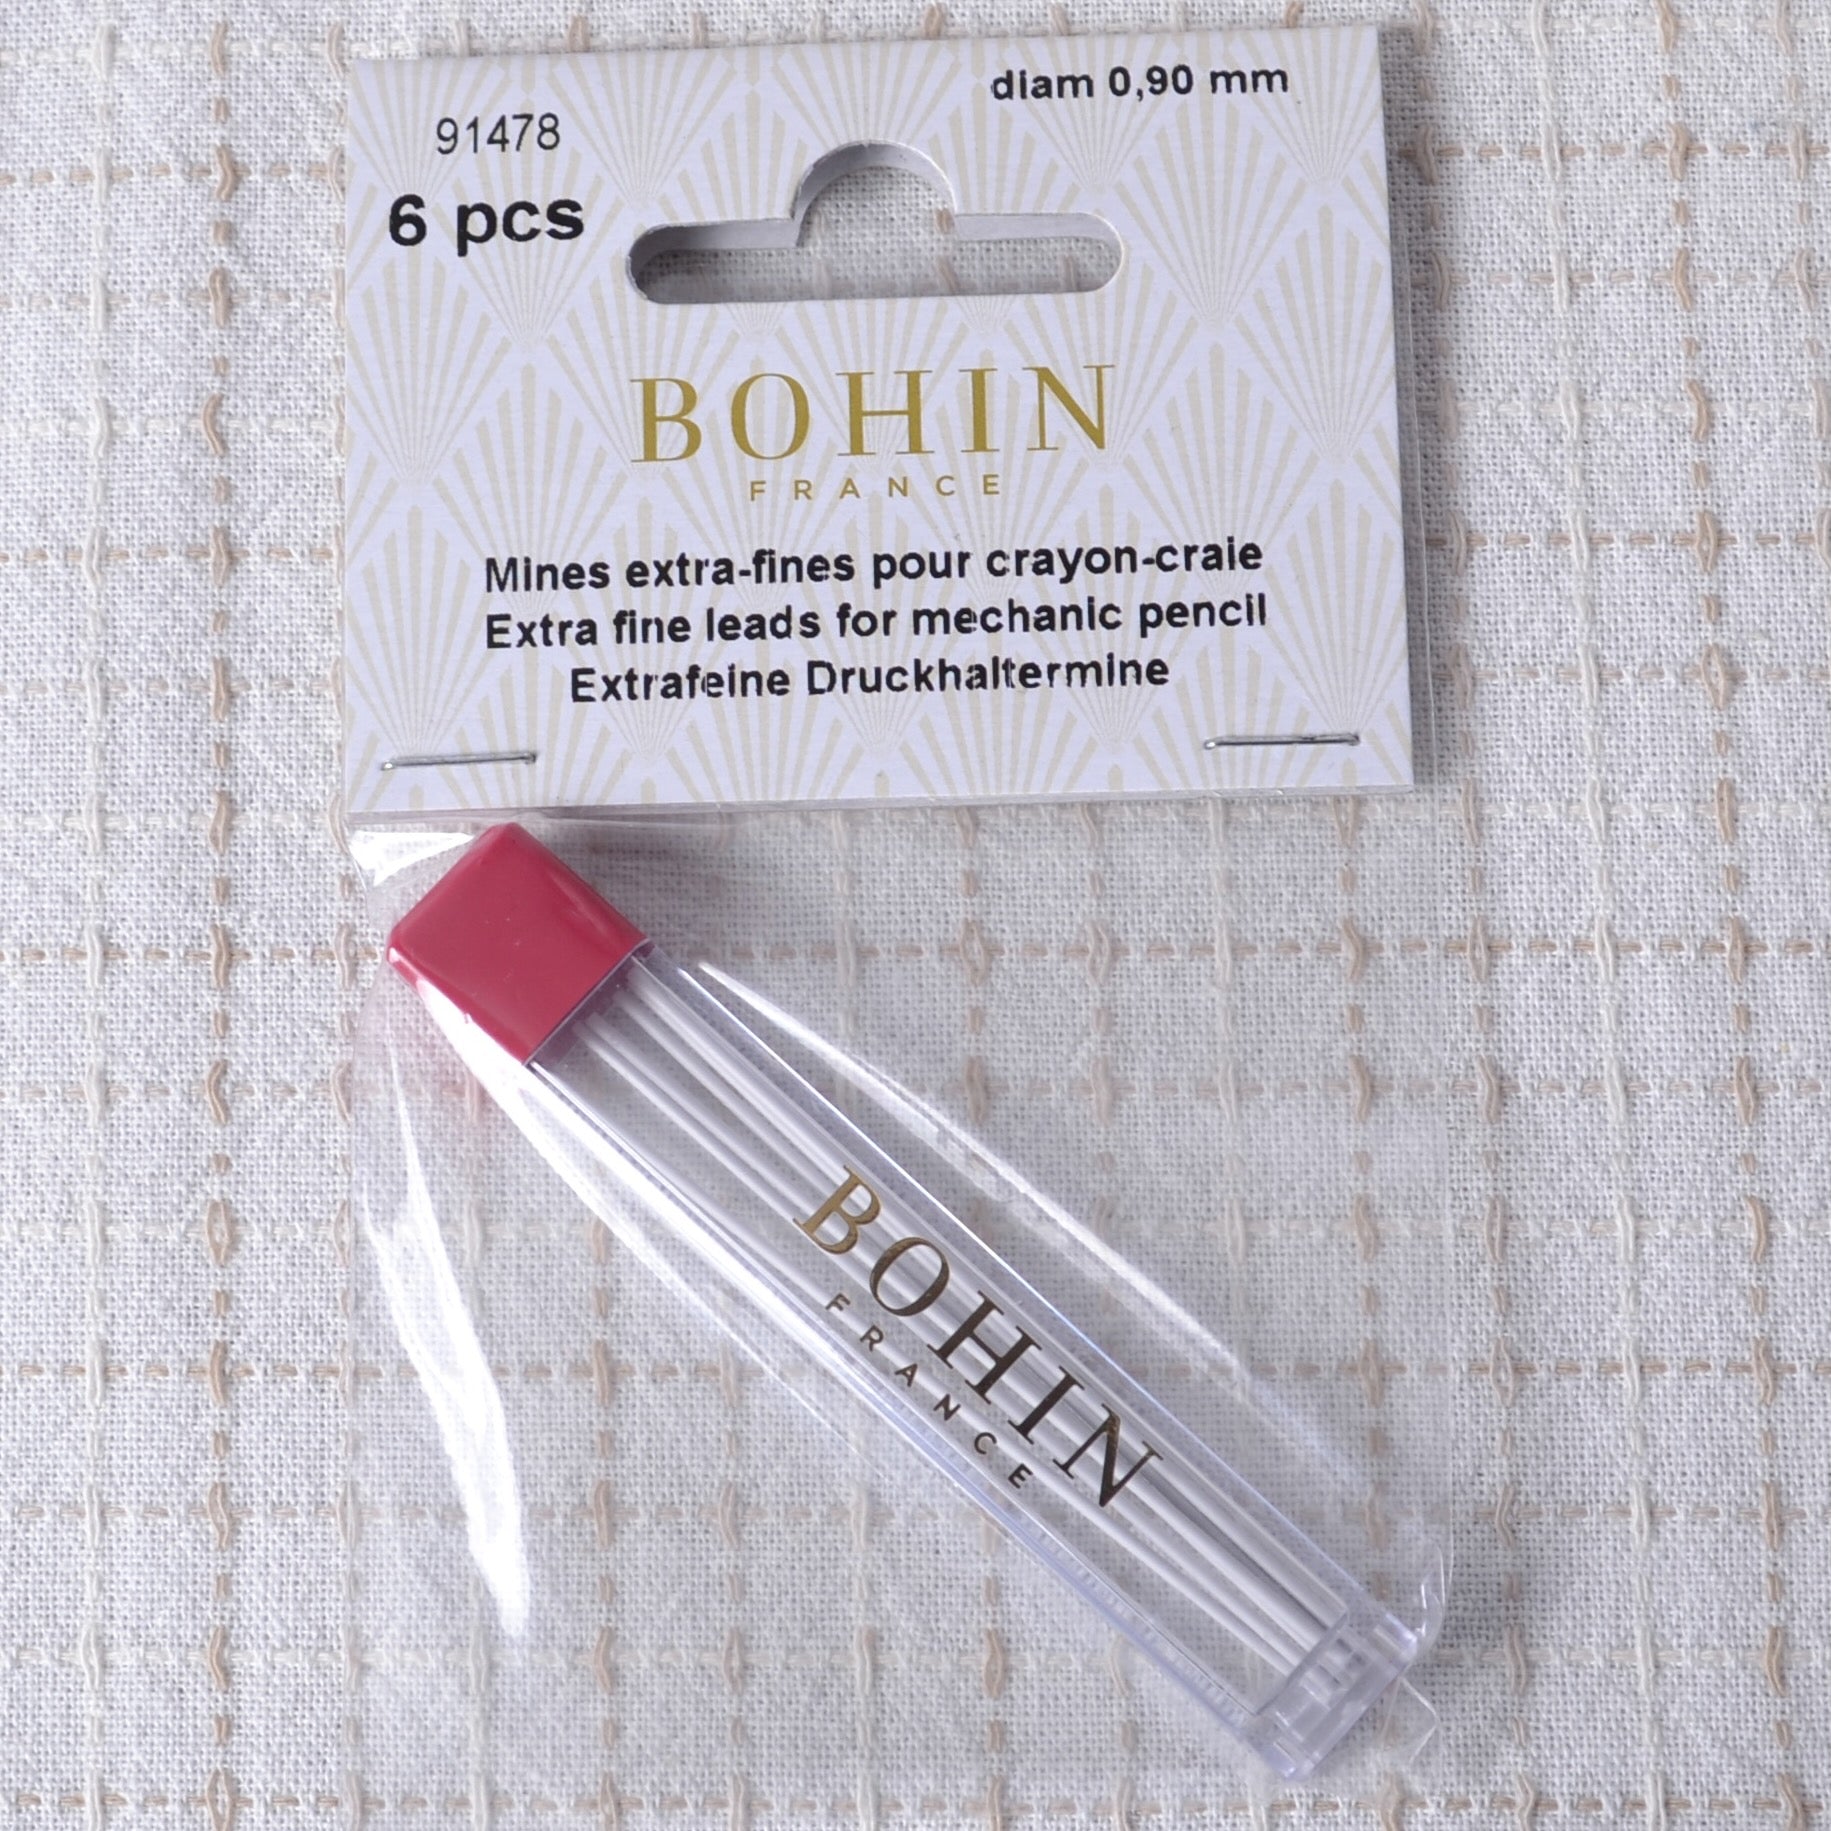 diam 0,90 mm
91478
6 pcs
BOHIN
FRANCE
Mines extra-fines pour crayon-craie
Extra fine leads for mechanic pencil
Extrafeine Druckhaltermine
BOHIN
FRANCE